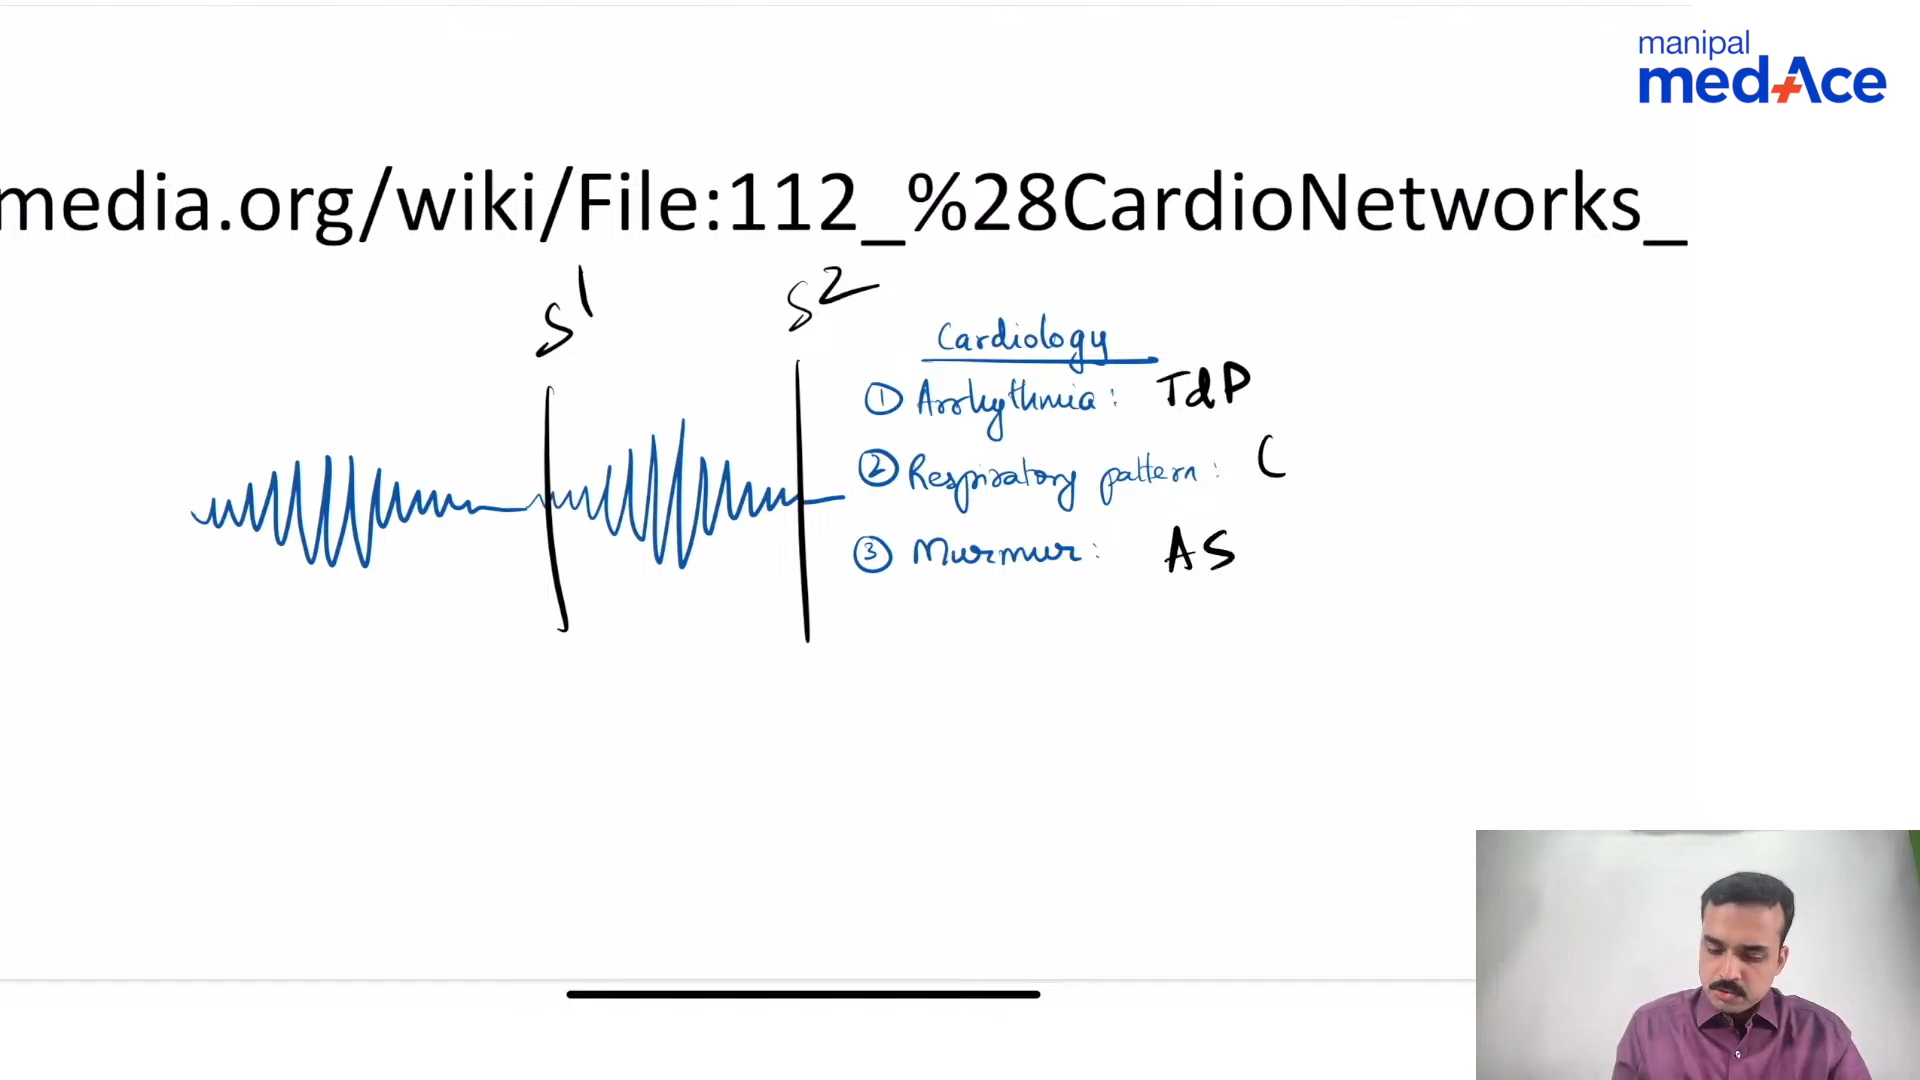 manipal
medAce
media.org/wiki/File:112_%28CardioNetworks_
S1
S2
Cardiology
① Arrhythmia: TdP
② Respiratory pattern: C
③ Murmur: AS